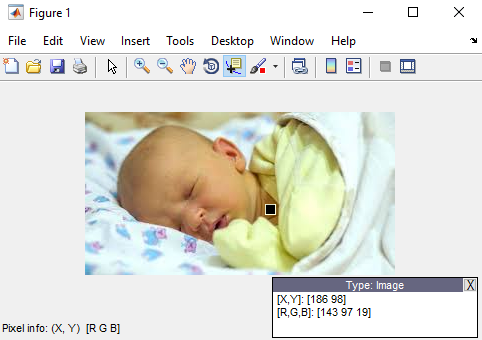 Figure 1
File Edit View Insert Tools Desktop Window Help
Type: Image X
[X,Y]: [186 98]
[R,G,B]: [143 97 19]
Pixel info: (X, Y) [R G B]